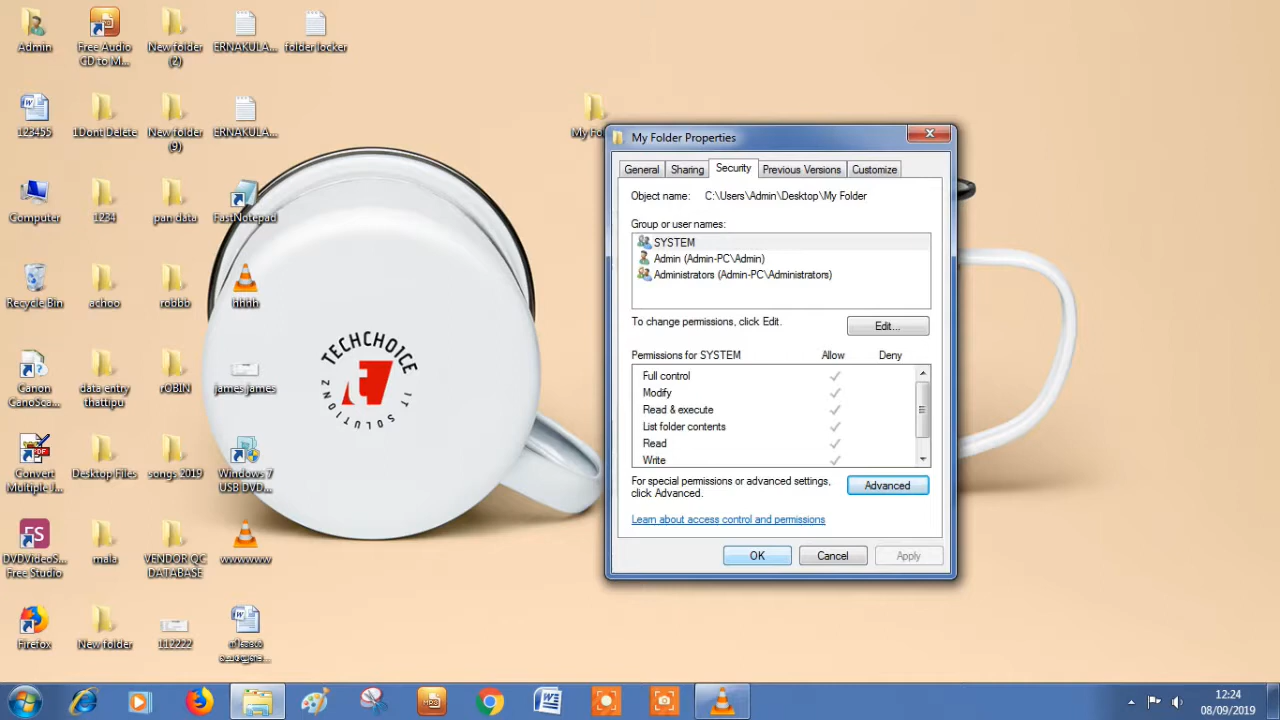 Admin
Free Audio
CD to M...
New folder
(2)
ERNAKULA...
folder locker
123455
1Dont Delete
New folder
(9)
ERNAKULA...
My Fo
Computer
1234
pan data
FastNotepad
Recycle Bin
achoo
robbb
hhhh
Canon
CanoSca...
data entry
thattipu
rOBIN
james james
Convert
Multiple J...
Desktop Files
songs 2019
Windows 7
USB DVD...
DVDVideoS...
Free Studio
mala
VENDOR QC
DATABASE
wwwwww
Firefox
New folder
112222
TECHCHOICE
IT SOLUTIONZ
My Folder Properties
General
Sharing
Security
Previous Versions
Customize
Object name: C:\Users\Admin\Desktop\My Folder
Group or user names:
SYSTEM
Admin (Admin-PC\Admin)
Administrators (Admin-PC\Administrators)
To change permissions, click Edit.
Edit...
Permissions for SYSTEM Allow Deny
Full control
Modify
Read & execute
List folder contents
Read
Write
For special permissions or advanced settings,
click Advanced.
Advanced
Learn about access control and permissions
OK
Cancel
Apply
12:24
08/09/2019